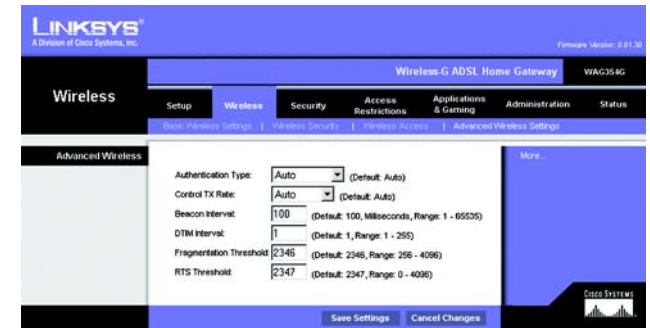 LINKSYS®
A Division of Cisco Systems, Inc.
Firmware Version: 0.01.30
Wireless-G ADSL Home Gateway
WAG354G
Wireless
Setup
Wireless
Security
Access Restrictions
Applications & Gaming
Administration
Status
Basic Wireless Settings | Wireless Security | Wireless Access | Advanced Wireless Settings
Advanced Wireless
More...
Authentication Type: Auto (Default: Auto)
Control TX Rate: Auto (Default: Auto)
Beacon Interval: 100 (Default: 100, Milliseconds, Range: 1 - 65535)
DTIM Interval: 1 (Default: 1, Range: 1 - 255)
Fragmentation Threshold: 2346 (Default: 2346, Range: 256 - 4096)
RTS Threshold: 2347 (Default: 2347, Range: 0 - 4096)
Save Settings
Cancel Changes
CISCO SYSTEMS